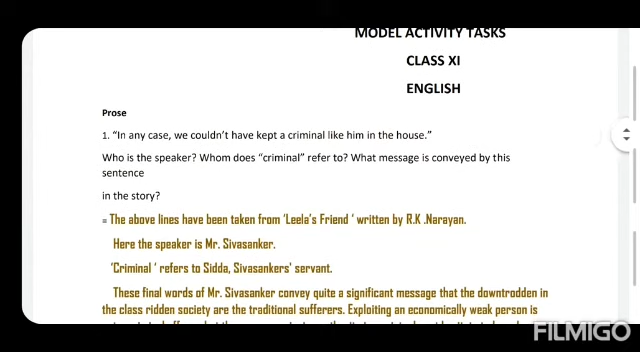 MODEL ACTIVITY TASKS
CLASS XI
ENGLISH
Prose
1. “In any case, we couldn’t have kept a criminal like him in the house.”
Who is the speaker? Whom does “criminal” refer to? What message is conveyed by this
sentence
in the story?
= The above lines have been taken from ‘Leela’s Friend ‘ written by R.K .Narayan.
Here the speaker is Mr. Sivasanker.
‘Criminal ‘ refers to Sidda, Sivasankers' servant.
These final words of Mr. Sivasanker convey quite a significant message that the downtrodden in
the class ridden society are the traditional sufferers. Exploiting an economically weak person is
FILMIGO